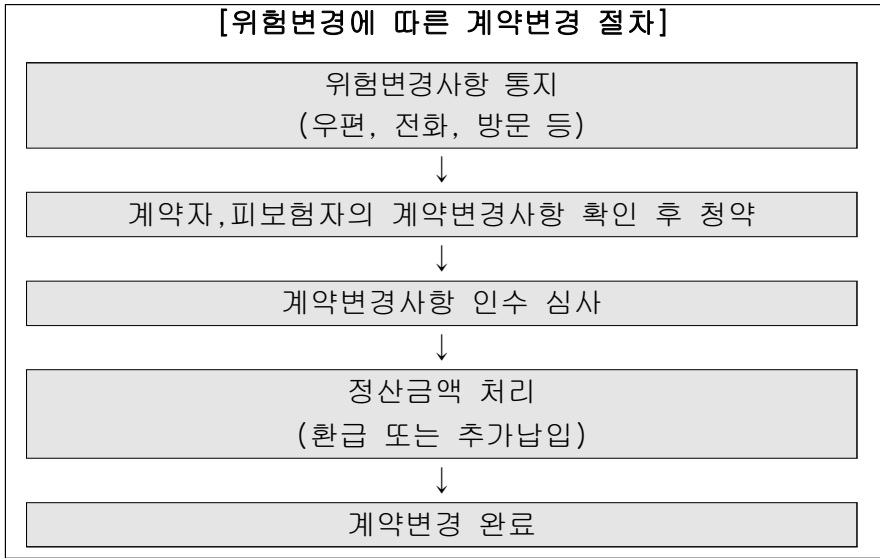 [위험변경에 따른 계약변경 절차]
위험변경사항 통지
(우편, 전화, 방문 등)
↓
계약자,피보험자의 계약변경사항 확인 후 청약
↓
계약변경사항 인수 심사
↓
정산금액 처리
(환급 또는 추가납입)
↓
계약변경 완료